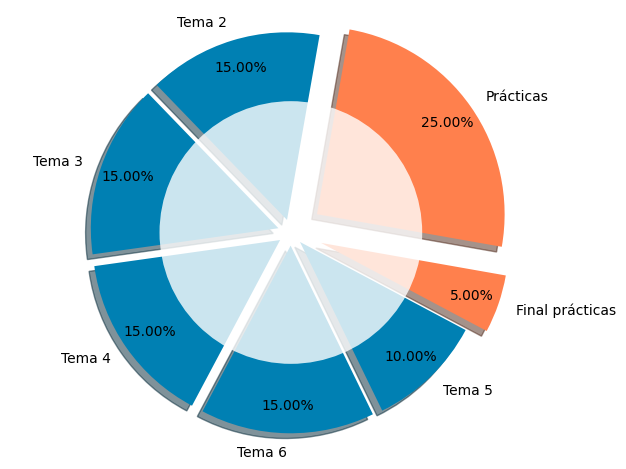 Tema 2
15.00%
Prácticas
25.00%
Tema 3
15.00%
5.00%
Final prácticas
Tema 4
15.00%
10.00%
Tema 5
15.00%
Tema 6